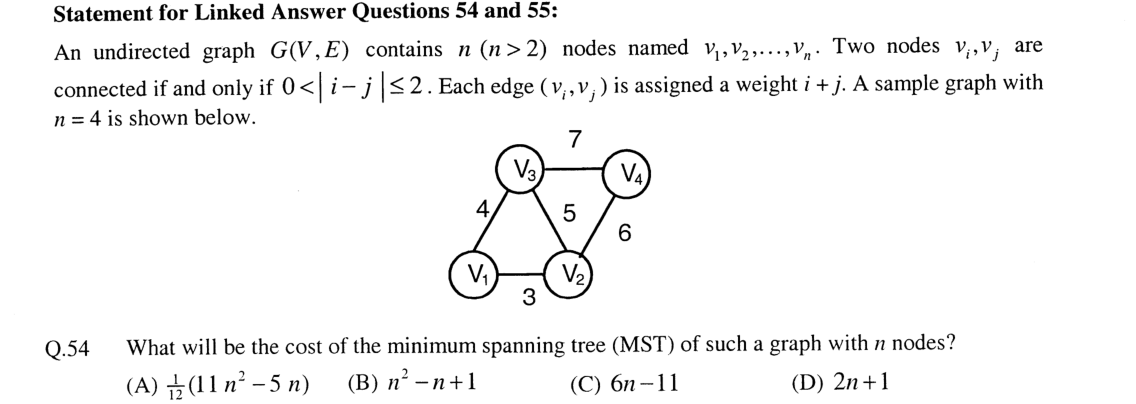 Statement for Linked Answer Questions 54 and 55:
An undirected graph G(V,E) contains n (n>2) nodes named v₁,v₂,...,vₙ. Two nodes vᵢ,vⱼ are
connected if and only if 0<|i−j|≤2. Each edge (vᵢ,vⱼ) is assigned a weight i + j. A sample graph with
n = 4 is shown below.
7
V₃ V₄
4 5 6
V₁ V₂
3
Q.54 What will be the cost of the minimum spanning tree (MST) of such a graph with n nodes?
(A) 1/12(11 n² − 5 n) (B) n² − n + 1 (C) 6n − 11 (D) 2n + 1